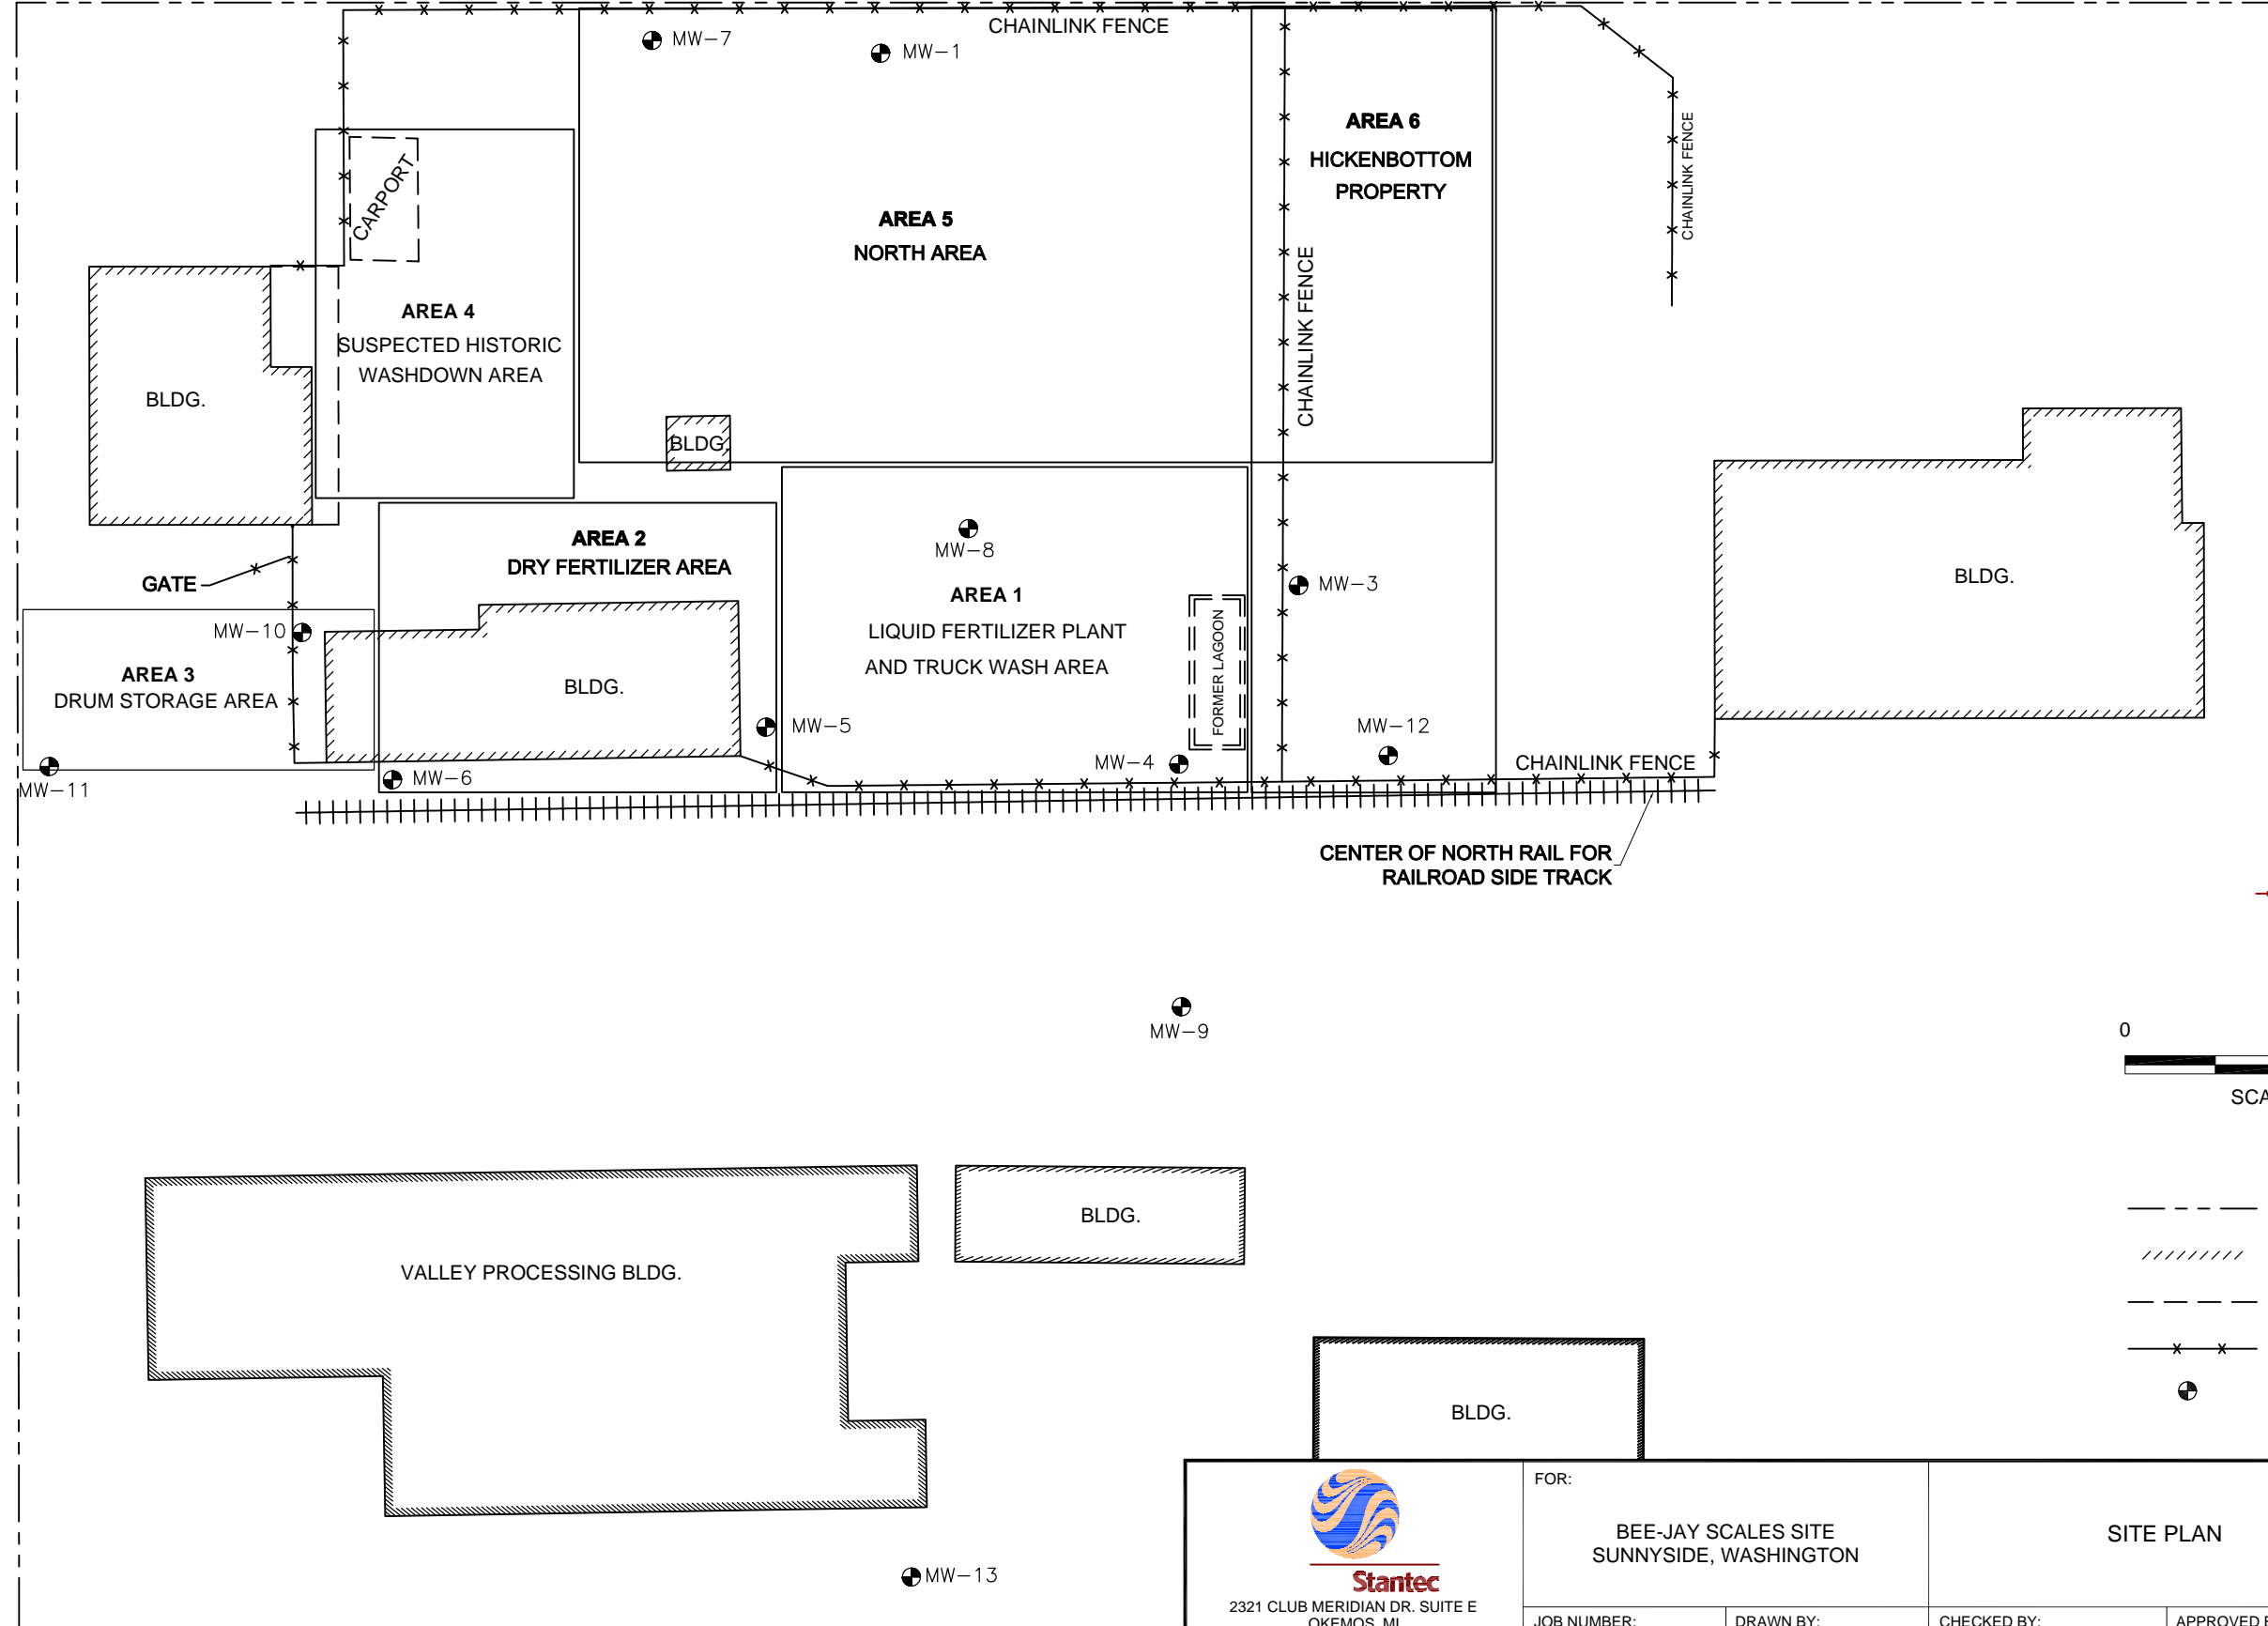 CHAINLINK FENCE
MW-7
MW-1
AREA 6
HICKENBOTTOM
PROPERTY
CHAINLINK FENCE
CARPORT
AREA 5
NORTH AREA
CHAINLINK FENCE
AREA 4
SUSPECTED HISTORIC
WASHDOWN AREA
BLDG.
BLDG.
AREA 2
DRY FERTILIZER AREA
MW-8
GATE
AREA 1
LIQUID FERTILIZER PLANT
AND TRUCK WASH AREA
FORMER LAGOON
MW-3
BLDG.
MW-10
AREA 3
DRUM STORAGE AREA
BLDG.
MW-5
MW-12
MW-4
CHAINLINK FENCE
MW-6
MW-11
CENTER OF NORTH RAIL FOR
RAILROAD SIDE TRACK
MW-9
0
SCA
BLDG.
VALLEY PROCESSING BLDG.
BLDG.
MW-13
Stantec
2321 CLUB MERIDIAN DR. SUITE E
OKEMOS, MI
FOR:
BEE-JAY SCALES SITE
SUNNYSIDE, WASHINGTON
SITE PLAN
JOB NUMBER:
DRAWN BY:
CHECKED BY:
APPROVED